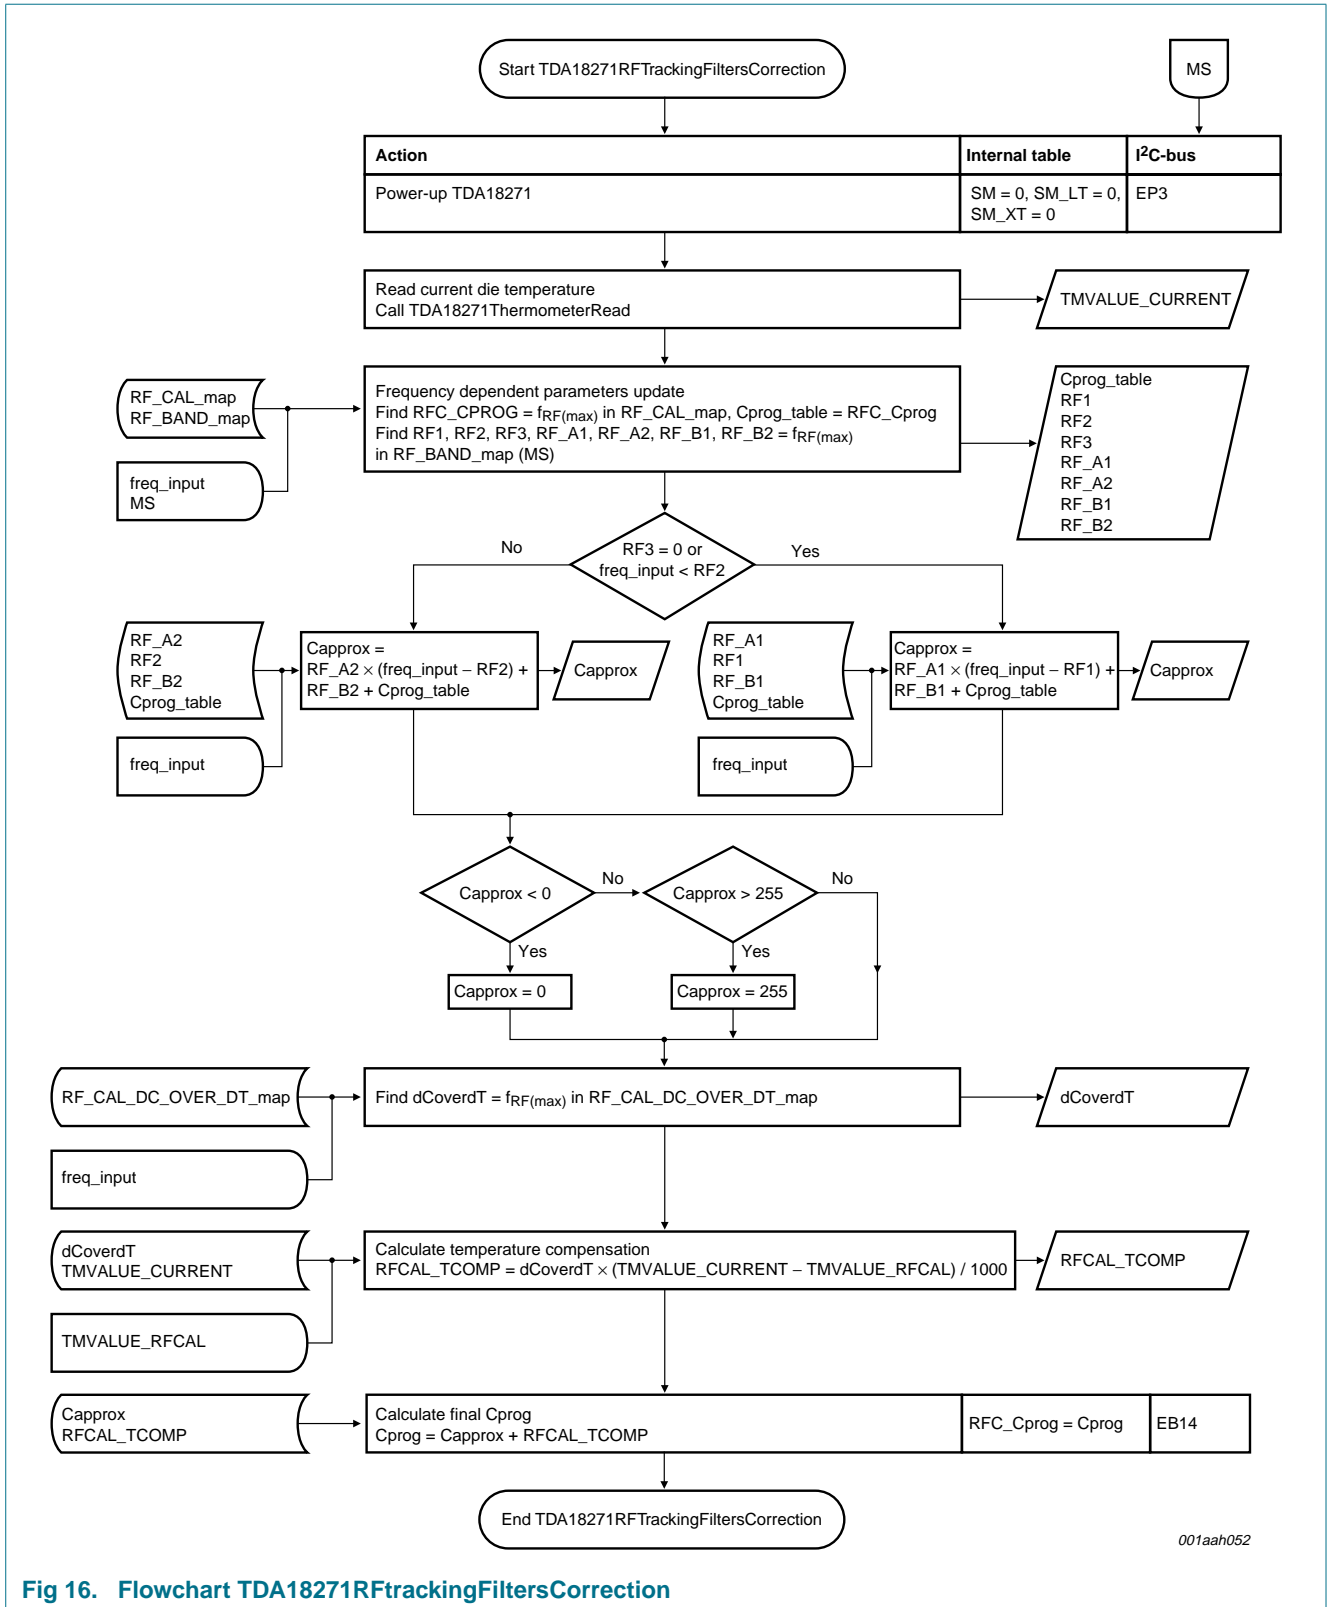 Start TDA18271RFTrackingFiltersCorrection
MS
Action
Internal table
I2C-bus
Power-up TDA18271
SM = 0, SM_LT = 0,
SM_XT = 0
EP3
Read current die temperature
Call TDA18271ThermometerRead
TMVALUE_CURRENT
RF_CAL_map
RF_BAND_map
freq_input
MS
Frequency dependent parameters update
Find RFC_CPROG = fRF(max) in RF_CAL_map, Cprog_table = RFC_Cprog
Find RF1, RF2, RF3, RF_A1, RF_A2, RF_B1, RF_B2 = fRF(max)
in RF_BAND_map (MS)
Cprog_table
RF1
RF2
RF3
RF_A1
RF_A2
RF_B1
RF_B2
RF3 = 0 or
freq_input < RF2
No
Yes
RF_A2
RF2
RF_B2
Cprog_table
freq_input
Capprox =
RF_A2 × (freq_input − RF2) +
RF_B2 + Cprog_table
Capprox
RF_A1
RF1
RF_B1
Cprog_table
freq_input
Capprox =
RF_A1 × (freq_input − RF1) +
RF_B1 + Cprog_table
Capprox
Capprox < 0
No
Capprox > 255
No
Yes
Yes
Capprox = 0
Capprox = 255
RF_CAL_DC_OVER_DT_map
freq_input
Find dCoverdT = fRF(max) in RF_CAL_DC_OVER_DT_map
dCoverdT
dCoverdT
TMVALUE_CURRENT
TMVALUE_RFCAL
Calculate temperature compensation
RFCAL_TCOMP = dCoverdT × (TMVALUE_CURRENT − TMVALUE_RFCAL) / 1000
RFCAL_TCOMP
Capprox
RFCAL_TCOMP
Calculate final Cprog
Cprog = Capprox + RFCAL_TCOMP
RFC_Cprog = Cprog
EB14
End TDA18271RFTrackingFiltersCorrection
001aah052
Fig 16. Flowchart TDA18271RFtrackingFiltersCorrection